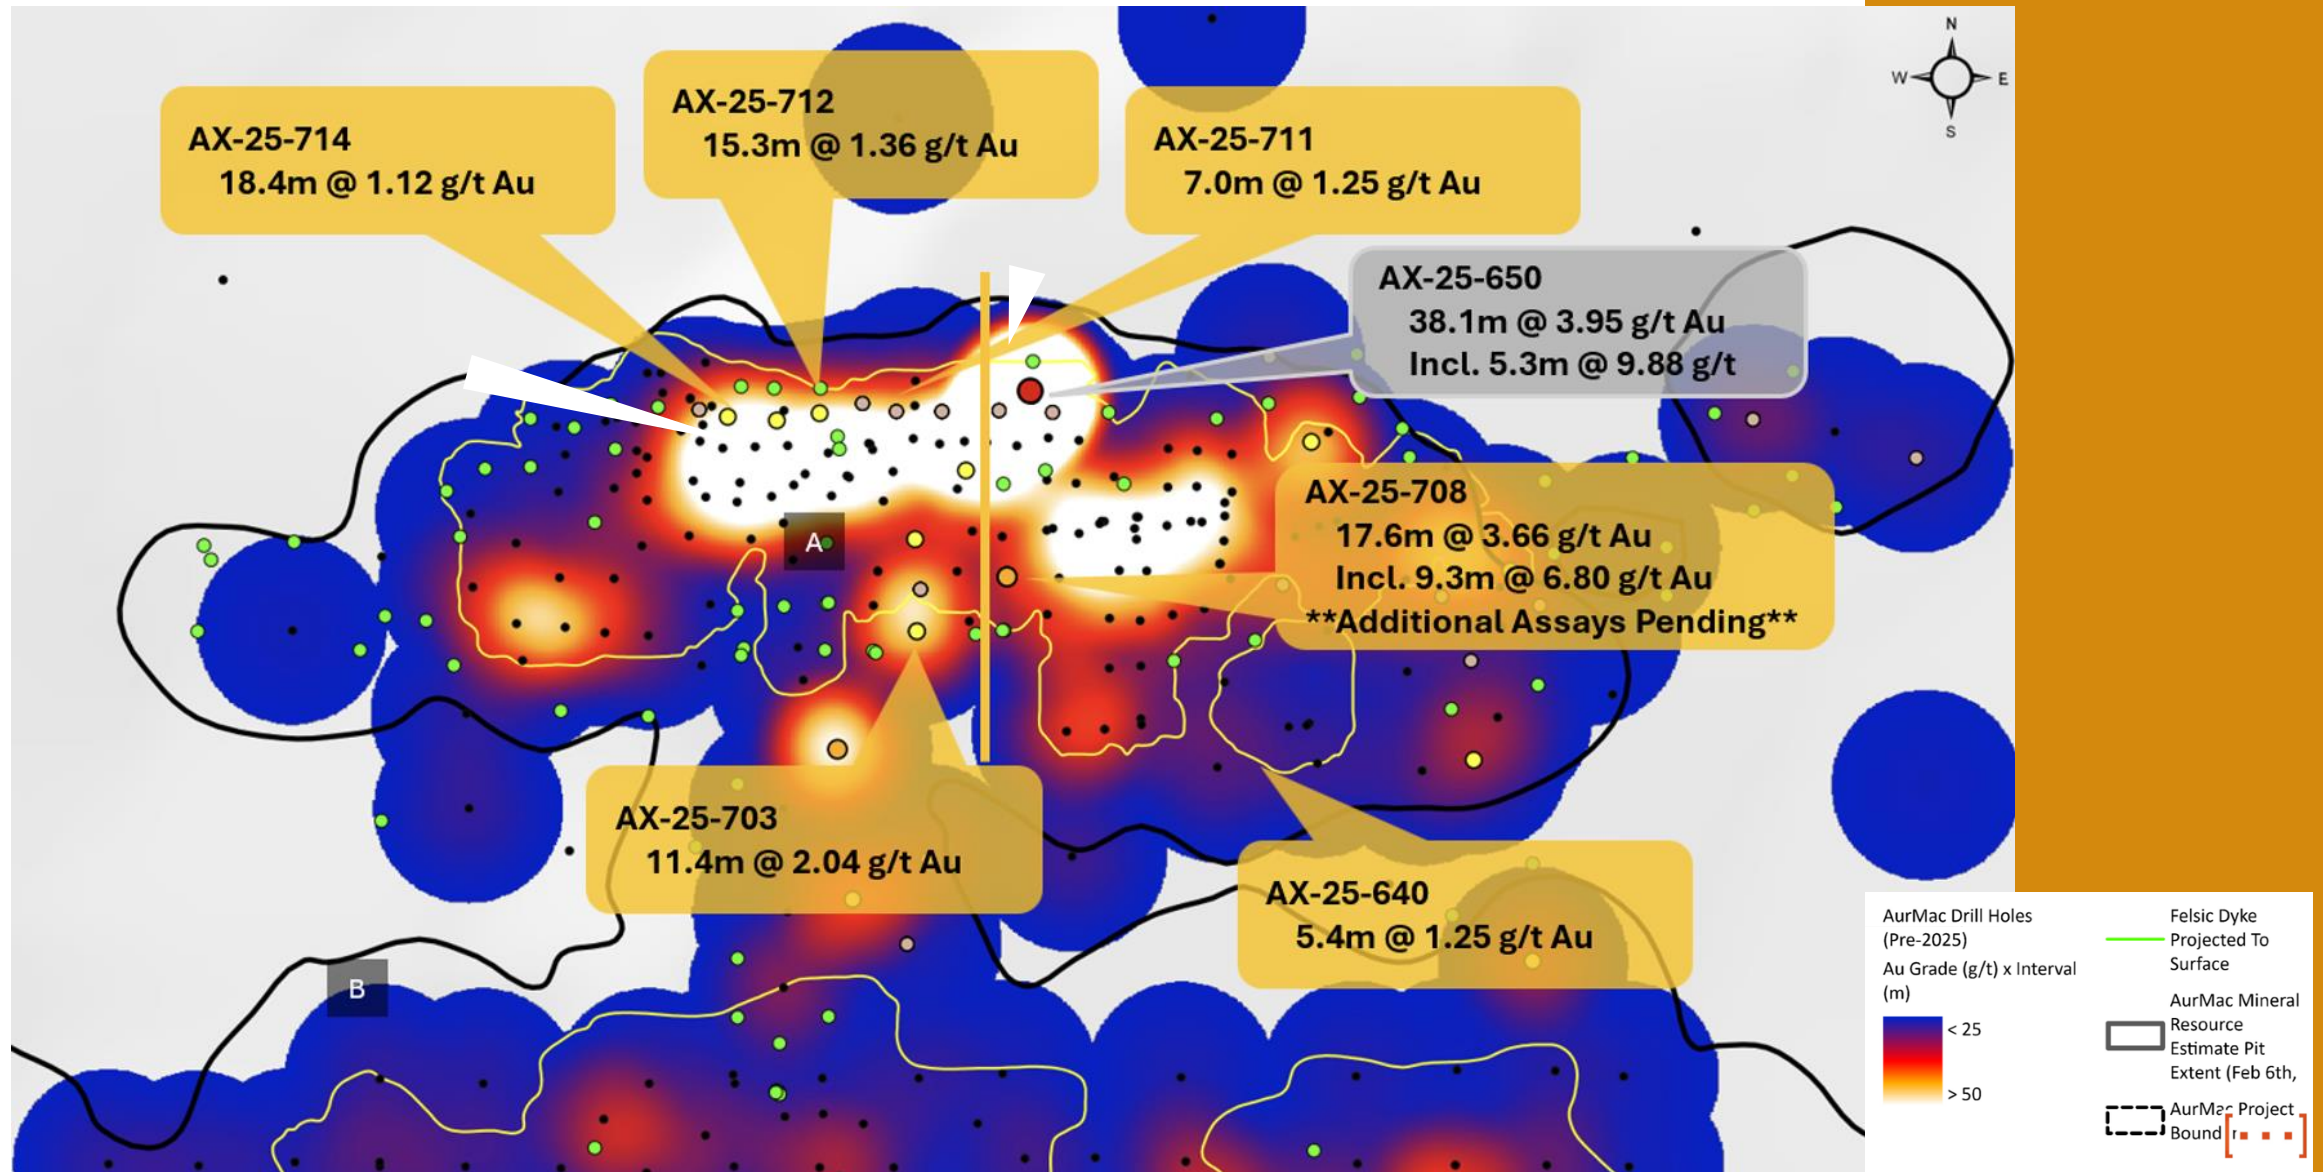 N
W
E
S
AX-25-714
18.4m @ 1.12 g/t Au
AX-25-712
15.3m @ 1.36 g/t Au
AX-25-711
7.0m @ 1.25 g/t Au
AX-25-650
38.1m @ 3.95 g/t Au
Incl. 5.3m @ 9.88 g/t
AX-25-708
17.6m @ 3.66 g/t Au
Incl. 9.3m @ 6.80 g/t Au
**Additional Assays Pending**
A
AX-25-703
11.4m @ 2.04 g/t Au
AX-25-640
5.4m @ 1.25 g/t Au
B
AurMac Drill Holes
(Pre-2025)
Au Grade (g/t) x Interval
(m)
< 25
> 50
Felsic Dyke
Projected To
Surface
AurMac Mineral
Resource
Estimate Pit
Extent (Feb 6th,
AurMac Project
Bound